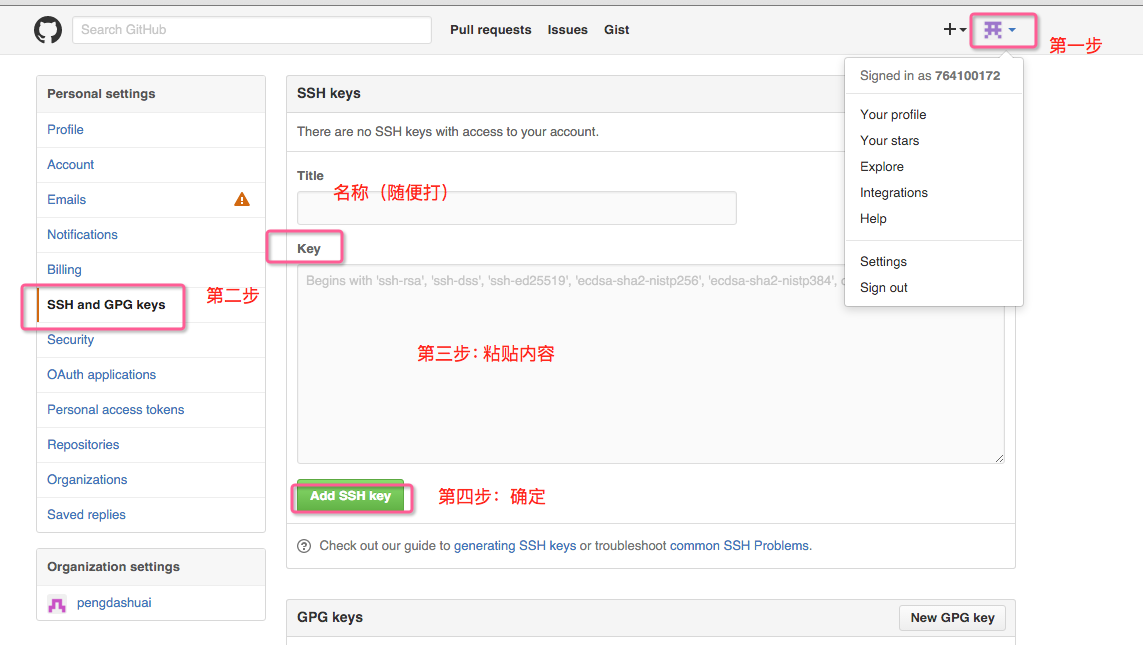 Search GitHub
Pull requests
Issues
Gist
第一步
Signed in as 764100172
Your profile
Your stars
Explore
Integrations
Help
Settings
Sign out
Personal settings
Profile
Account
Emails
Notifications
Billing
SSH and GPG keys
第二步
Security
OAuth applications
Personal access tokens
Repositories
Organizations
Saved replies
Organization settings
pengdashuai
SSH keys
There are no SSH keys with access to your account.
Title
名称（随便打）
Key
Begins with 'ssh-rsa', 'ssh-dss', 'ssh-ed25519', 'ecdsa-sha2-nistp256', 'ecdsa-sha2-nistp384',
第三步：粘贴内容
Add SSH key
第四步：确定
Check out our guide to generating SSH keys or troubleshoot common SSH Problems.
GPG keys
New GPG key